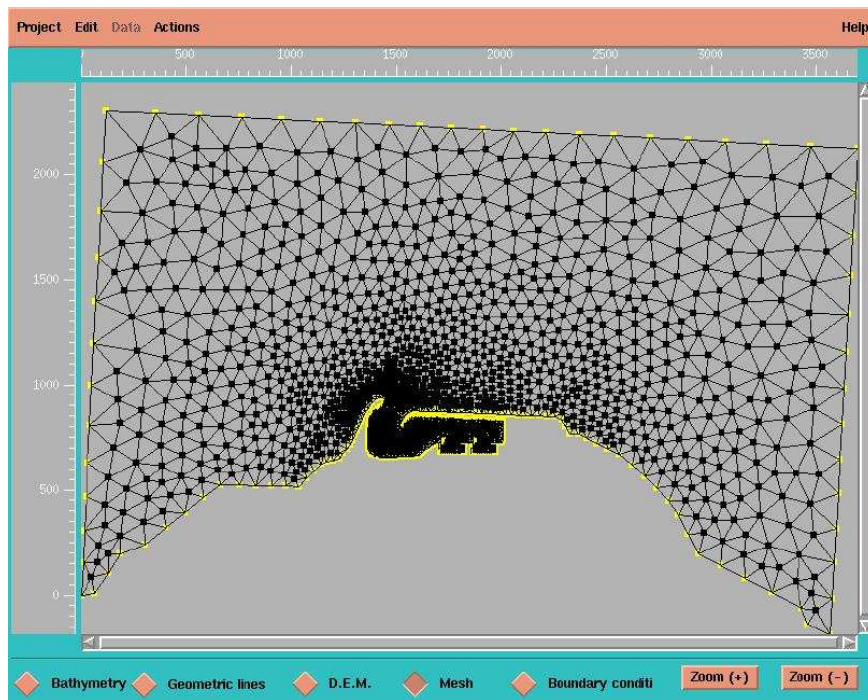 Project Edit Data Actions Help
500 1000 1500 2000 2500 3000 3500
2000
1500
1000
500
0
Bathymetry Geometric lines D.E.M. Mesh Boundary conditi Zoom (+) Zoom (-)